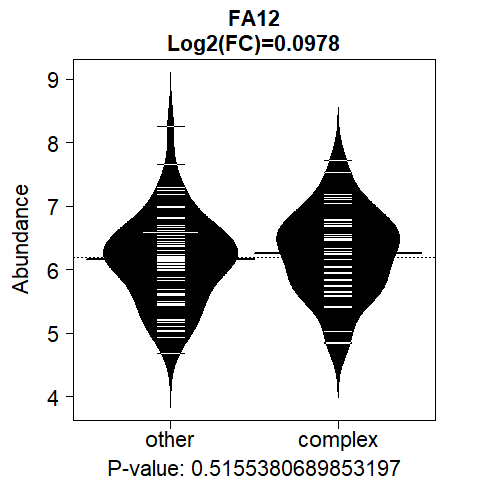 FA12
Log2(FC)=0.0978
9
8
7
6
5
4
Abundance
other complex
P-value: 0.5155380689853197